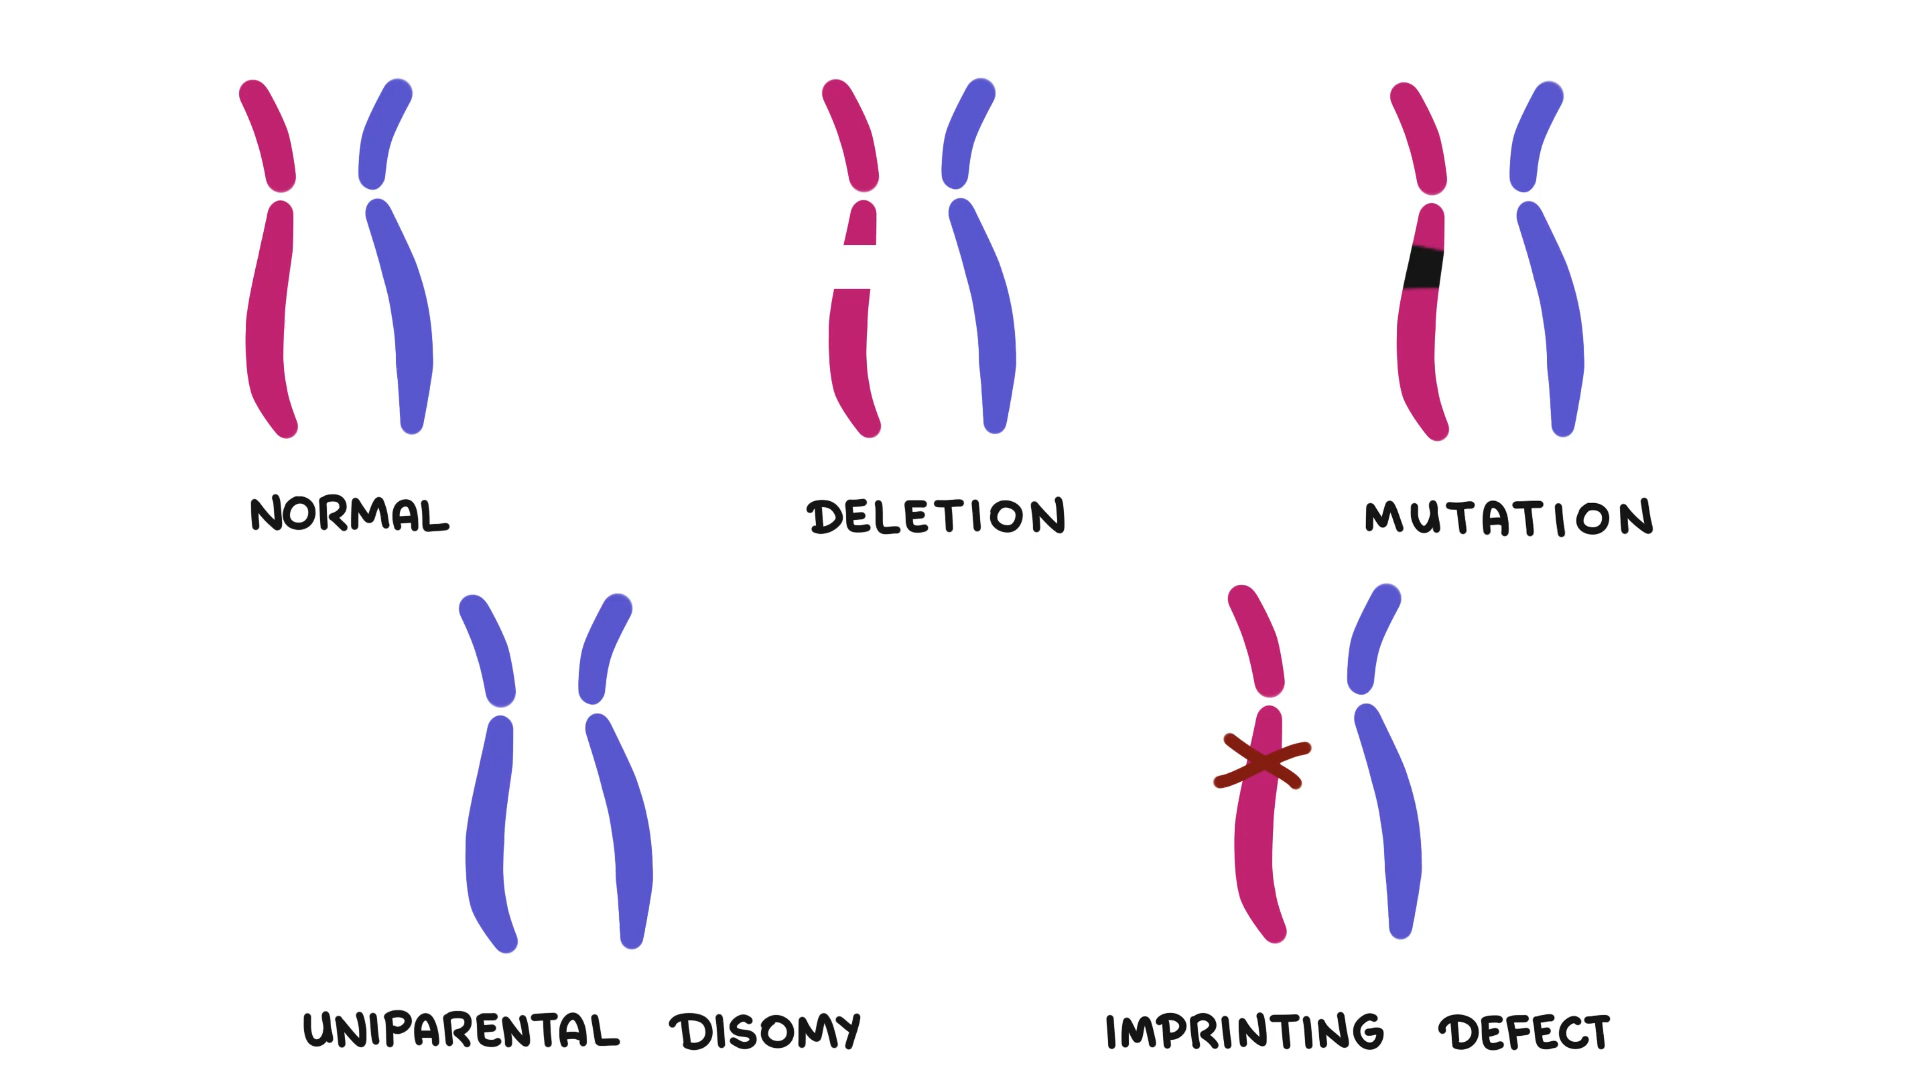 NORMAL
DELETION
MUTATION
UNIPARENTAL DISOMY
IMPRINTING DEFECT